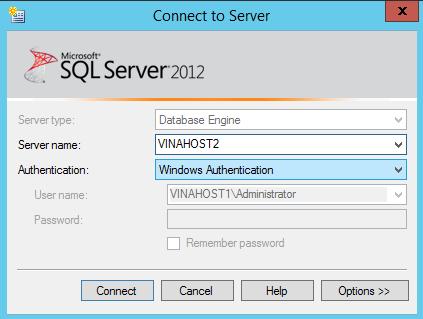 Connect to Server
x
Microsoft
SQL Server 2012
Server type: Database Engine
Server name: VINAHOST2
Authentication: Windows Authentication
User name: VINAHOST1\Administrator
Password:
Remember password
Connect Cancel Help Options >>